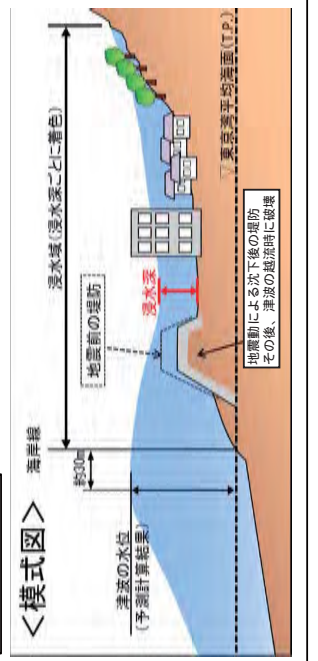 ＜模式図＞
海岸線
約30m
浸水域(浸水深ごとに着色)
津波の水位
(予測計算結果)
地震前の堤防
浸水深
▽東京湾平均海面(T.P.)
地震動による沈下後の堤防
その後、津波の越流時に破壊